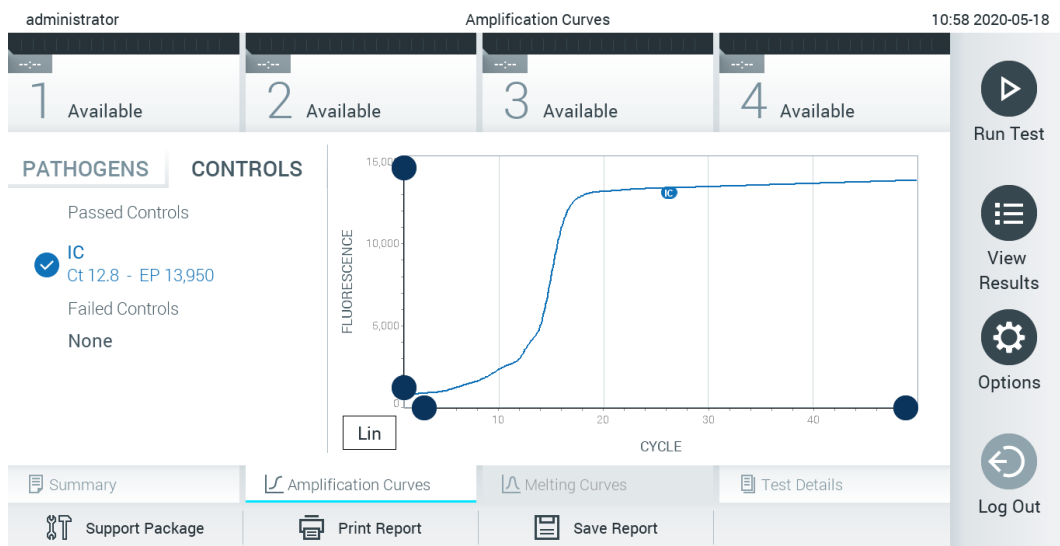 administrator
Amplification Curves
10:58 2020-05-18
--:--
--:--
--:--
--:--
1 Available
2 Available
3 Available
4 Available
Run Test
PATHOGENS
CONTROLS
Passed Controls
IC
Ct 12.8 - EP 13,950
Failed Controls
None
10,000
5,000
0
FLUORESCENCE
IC
10
20
30
40
CYCLE
Lin
View
Results
Options
Log Out
Summary
Amplification Curves
Melting Curves
Test Details
Support Package
Print Report
Save Report